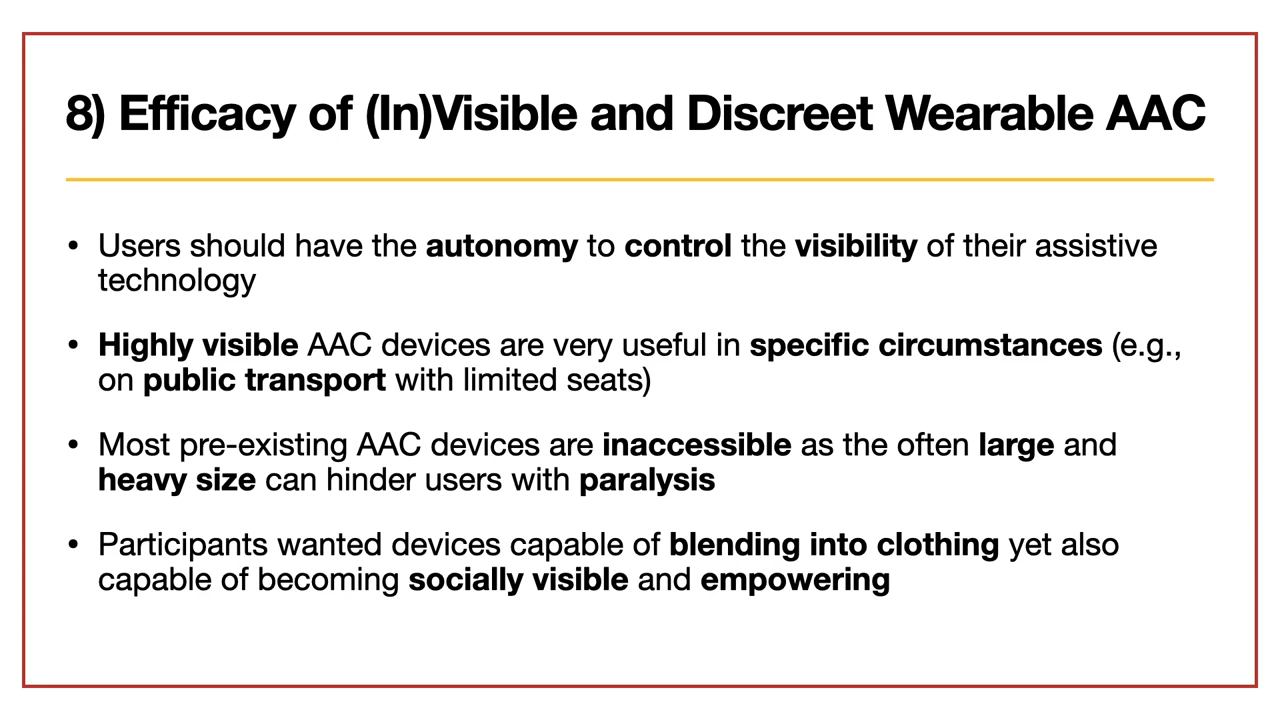 8) Efficacy of (In)Visible and Discreet Wearable AAC
• Users should have the autonomy to control the visibility of their assistive
technology
• Highly visible AAC devices are very useful in specific circumstances (e.g.,
on public transport with limited seats)
• Most pre-existing AAC devices are inaccessible as the often large and
heavy size can hinder users with paralysis
• Participants wanted devices capable of blending into clothing yet also
capable of becoming socially visible and empowering